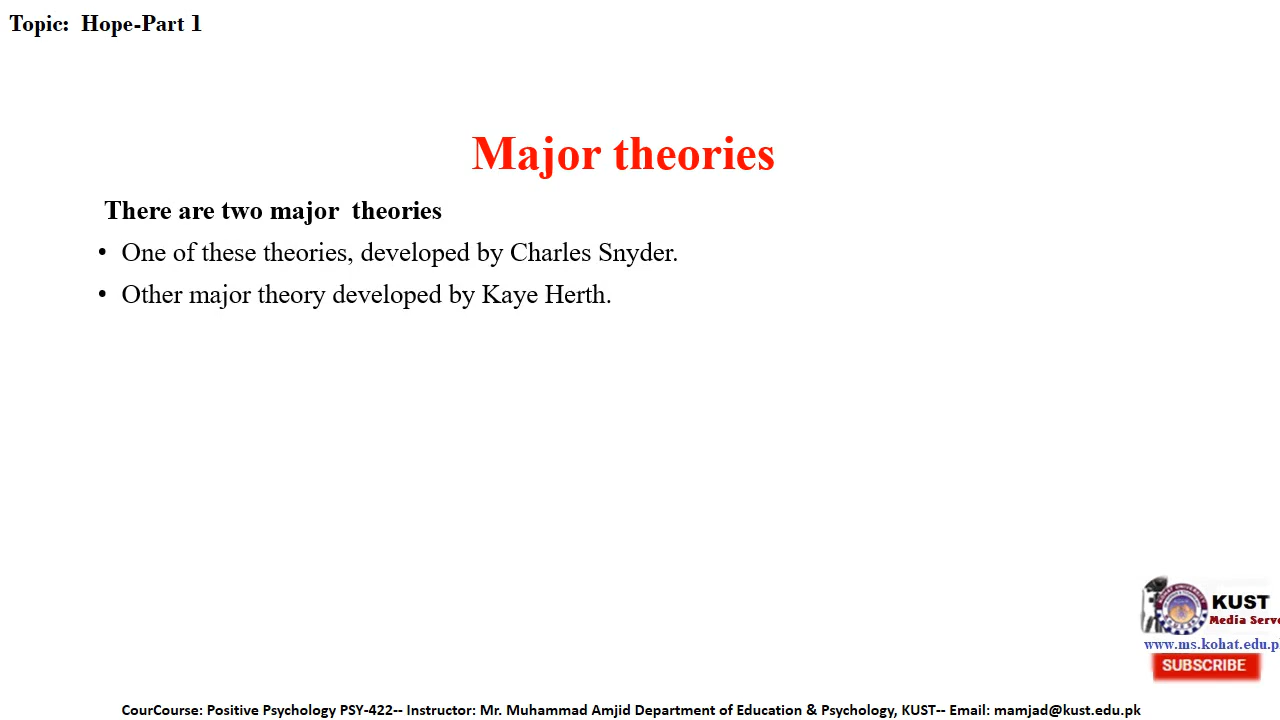 Topic: Hope-Part 1
Major theories
There are two major theories
• One of these theories, developed by Charles Snyder.
• Other major theory developed by Kaye Herth.
KUST
Media Serve
www.ms.kohat.edu.p
SUBSCRIBE
CourCourse: Positive Psychology PSY-422-- Instructor: Mr. Muhammad Amjid Department of Education & Psychology, KUST-- Email: mamjad@kust.edu.pk